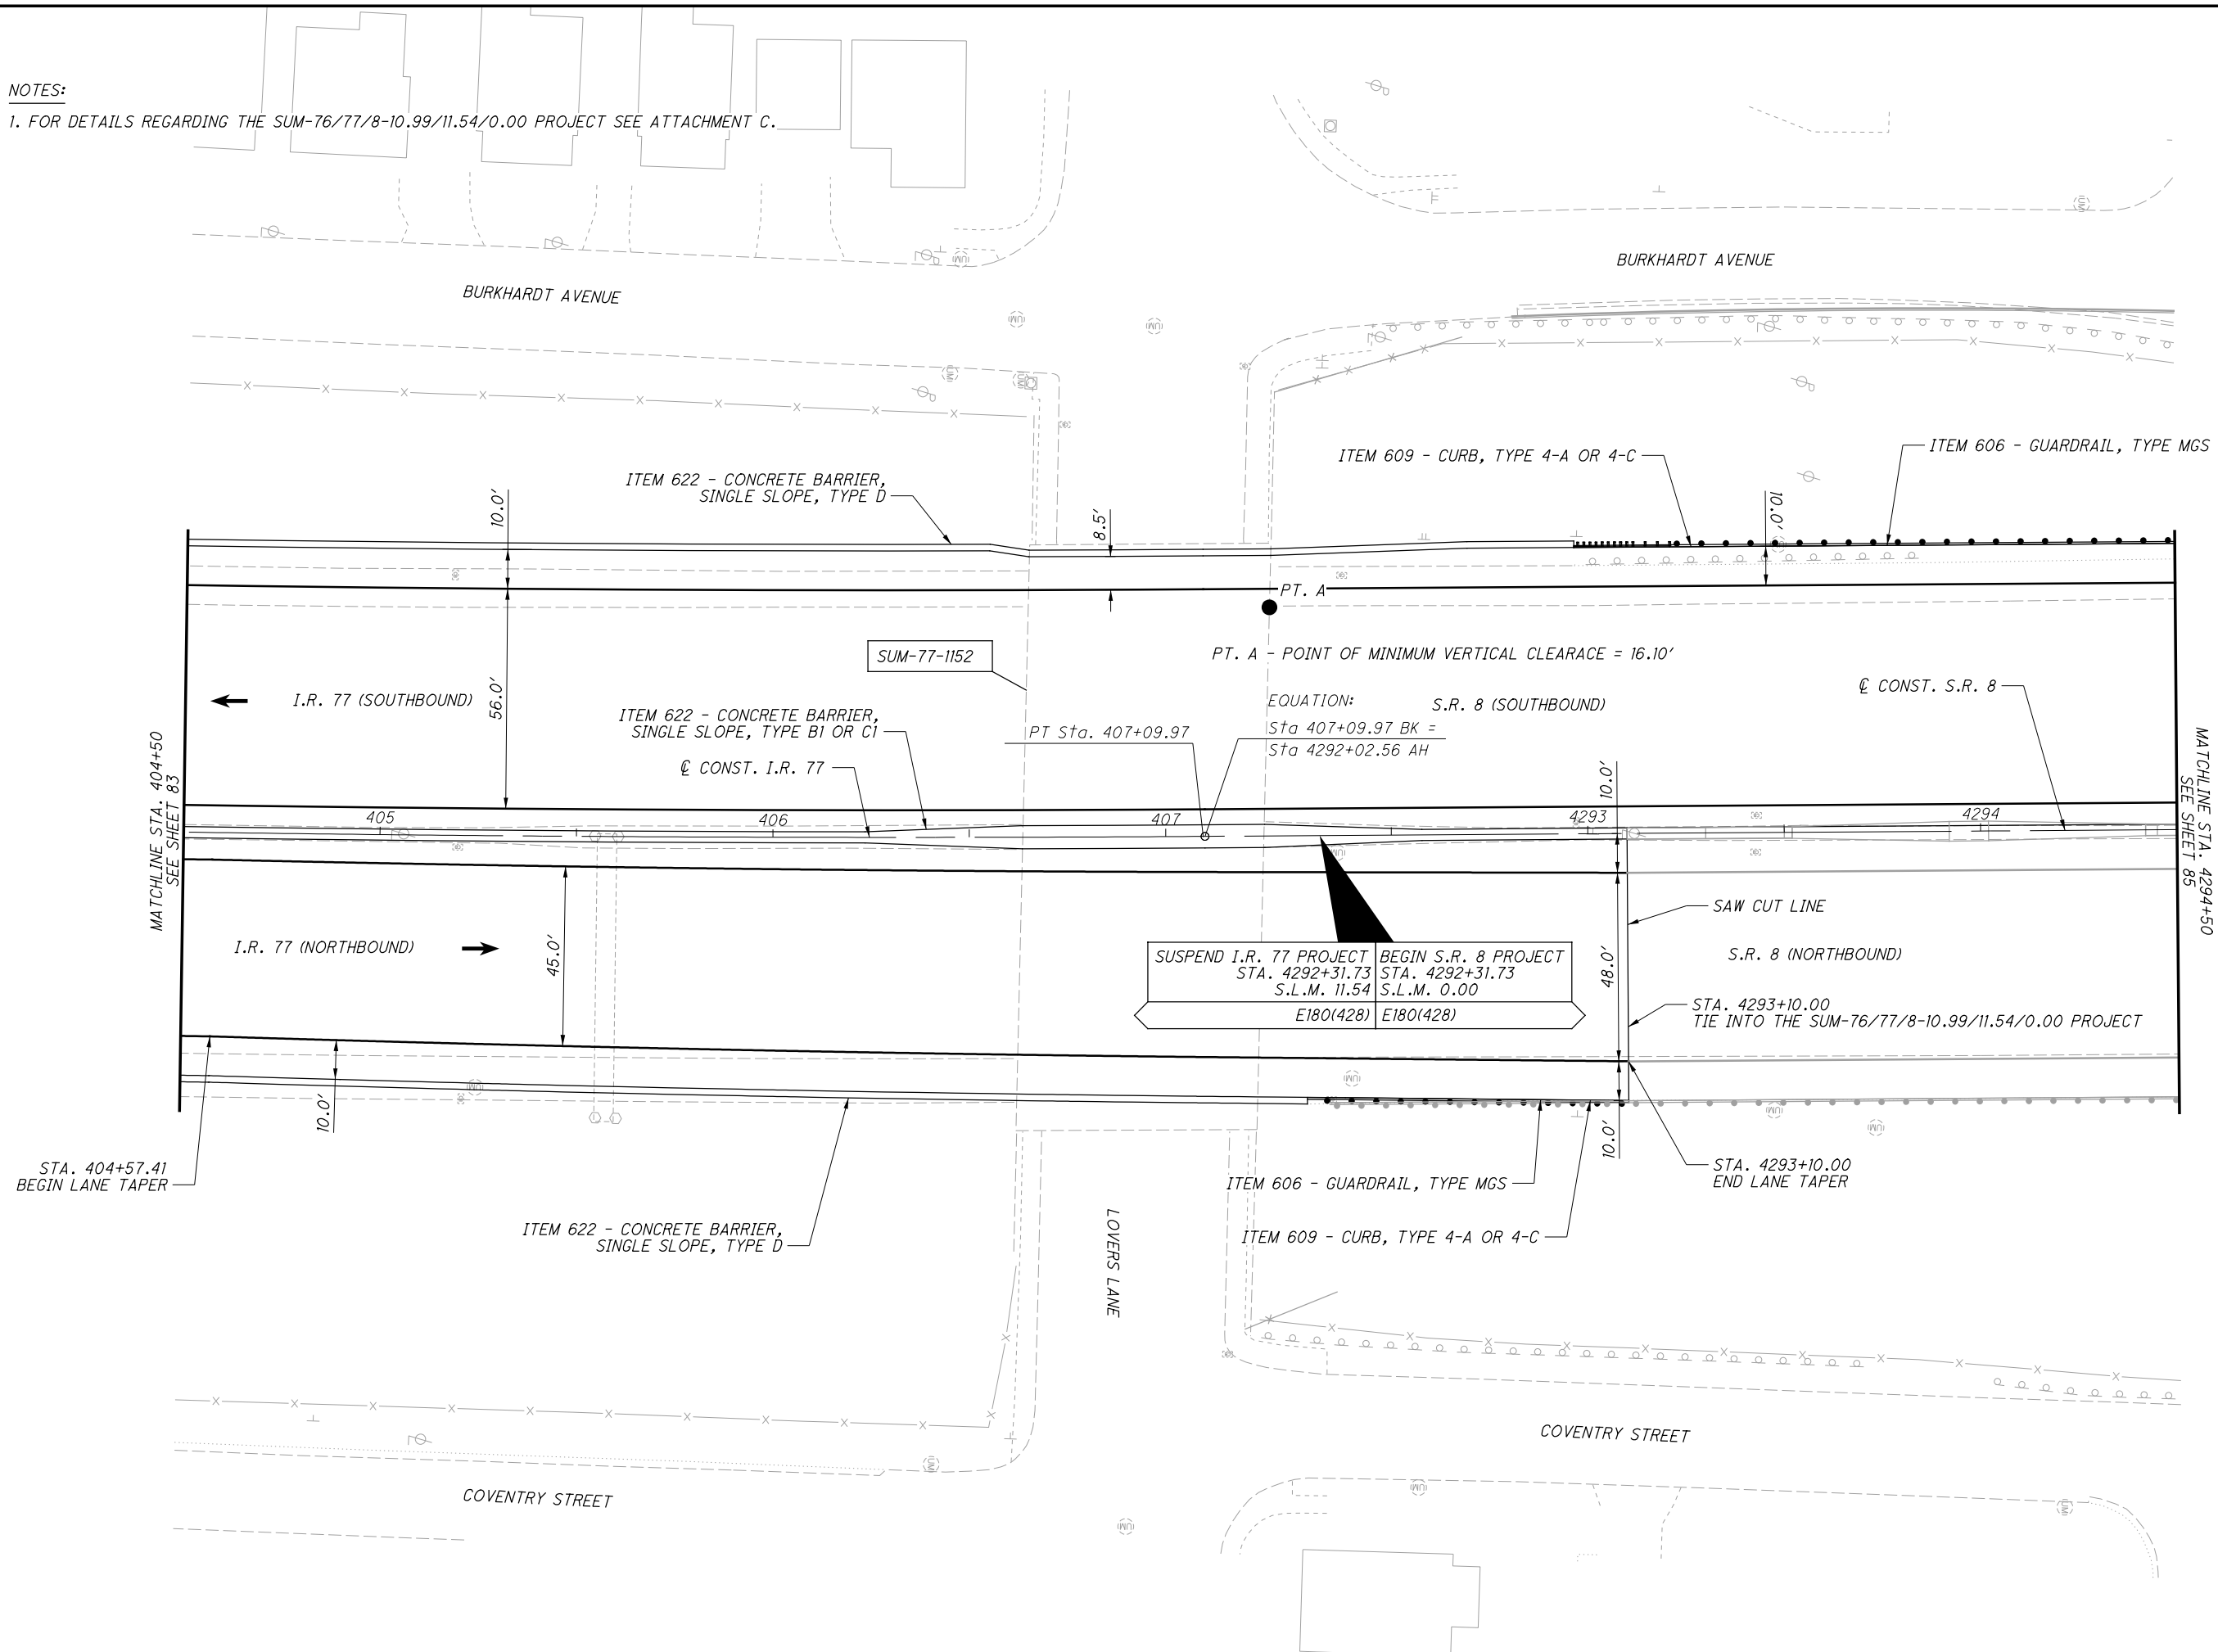 NOTES:
1. FOR DETAILS REGARDING THE SUM-76/77/8-10.99/11.54/0.00 PROJECT SEE ATTACHMENT C.
BURKHARDT AVENUE
BURKHARDT AVENUE
ITEM 609 - CURB, TYPE 4-A OR 4-C
ITEM 606 - GUARDRAIL, TYPE MGS
ITEM 622 - CONCRETE BARRIER,
SINGLE SLOPE, TYPE D
10.0'
8.5'
10.0'
PT. A
SUM-77-1152
PT. A - POINT OF MINIMUM VERTICAL CLEARACE = 16.10'
I.R. 77 (SOUTHBOUND)
56.0'
ITEM 622 - CONCRETE BARRIER,
SINGLE SLOPE, TYPE B1 OR C1
℄ CONST. I.R. 77
PT Sta. 407+09.97
EQUATION:
Sta 407+09.97 BK =
Sta 4292+02.56 AH
S.R. 8 (SOUTHBOUND)
℄ CONST. S.R. 8
MATCHLINE STA. 404+50
SEE SHEET 83
MATCHLINE STA. 4294+50
SEE SHEET 85
405
406
407
4293
4294
10.0'
I.R. 77 (NORTHBOUND)
45.0'
SUSPEND I.R. 77 PROJECT
STA. 4292+31.73
S.L.M. 11.54
E180(428)
BEGIN S.R. 8 PROJECT
STA. 4292+31.73
S.L.M. 0.00
E180(428)
48.0'
SAW CUT LINE
S.R. 8 (NORTHBOUND)
STA. 4293+10.00
TIE INTO THE SUM-76/77/8-10.99/11.54/0.00 PROJECT
10.0'
10.0'
STA. 404+57.41
BEGIN LANE TAPER
STA. 4293+10.00
END LANE TAPER
ITEM 606 - GUARDRAIL, TYPE MGS
ITEM 609 - CURB, TYPE 4-A OR 4-C
ITEM 622 - CONCRETE BARRIER,
SINGLE SLOPE, TYPE D
LOVERS LANE
COVENTRY STREET
COVENTRY STREET